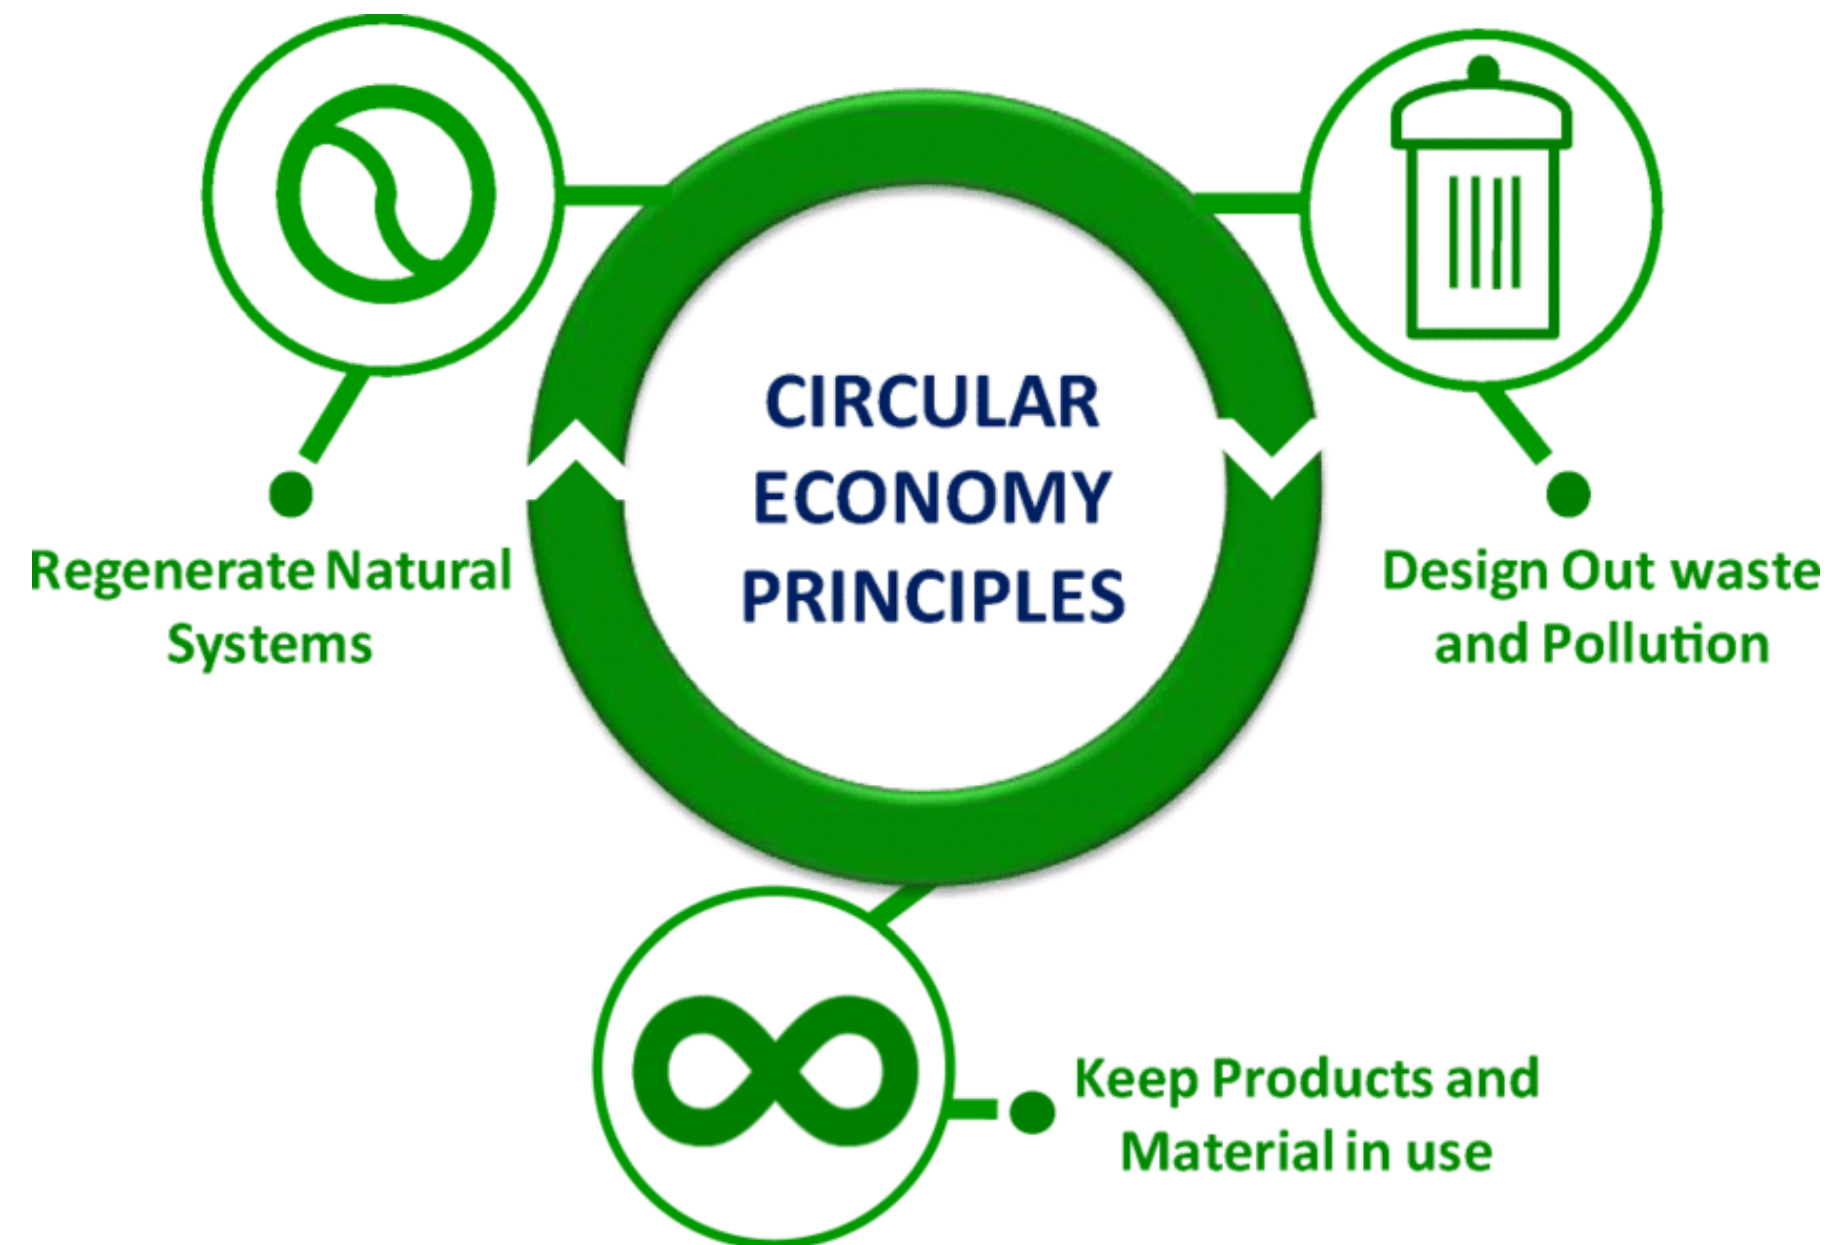 CIRCULAR
ECONOMY
PRINCIPLES
Regenerate Natural
Systems
Design Out waste
and Pollution
Keep Products and
Material in use